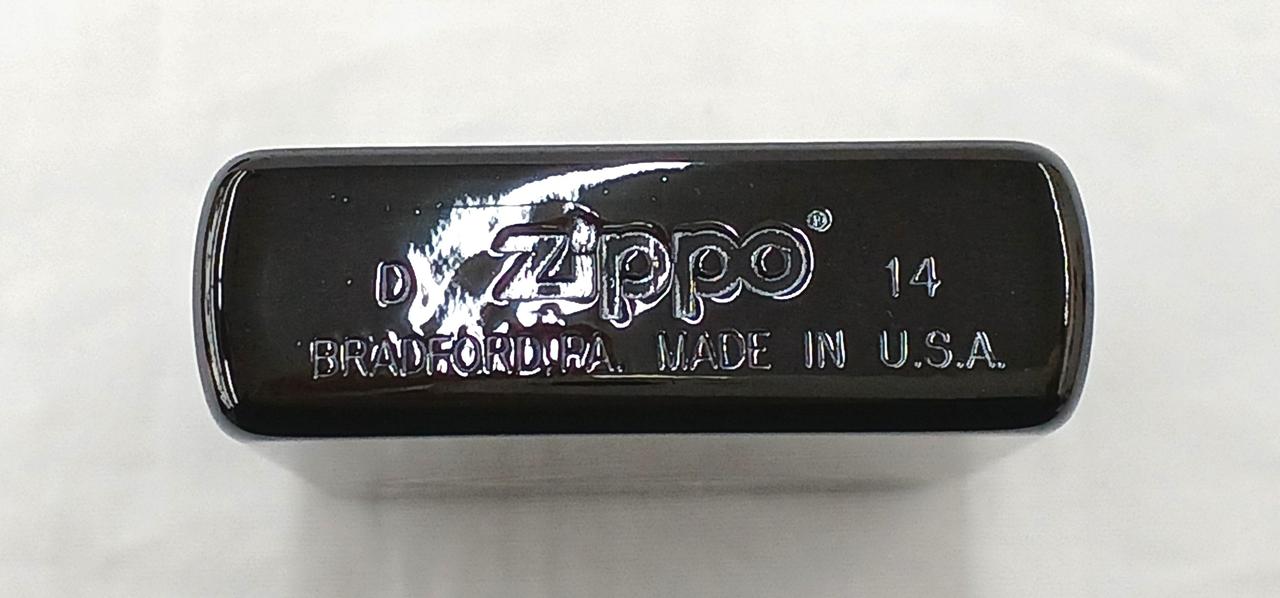 D Zippo® 14
BRADFORD, PA. MADE IN U.S.A.